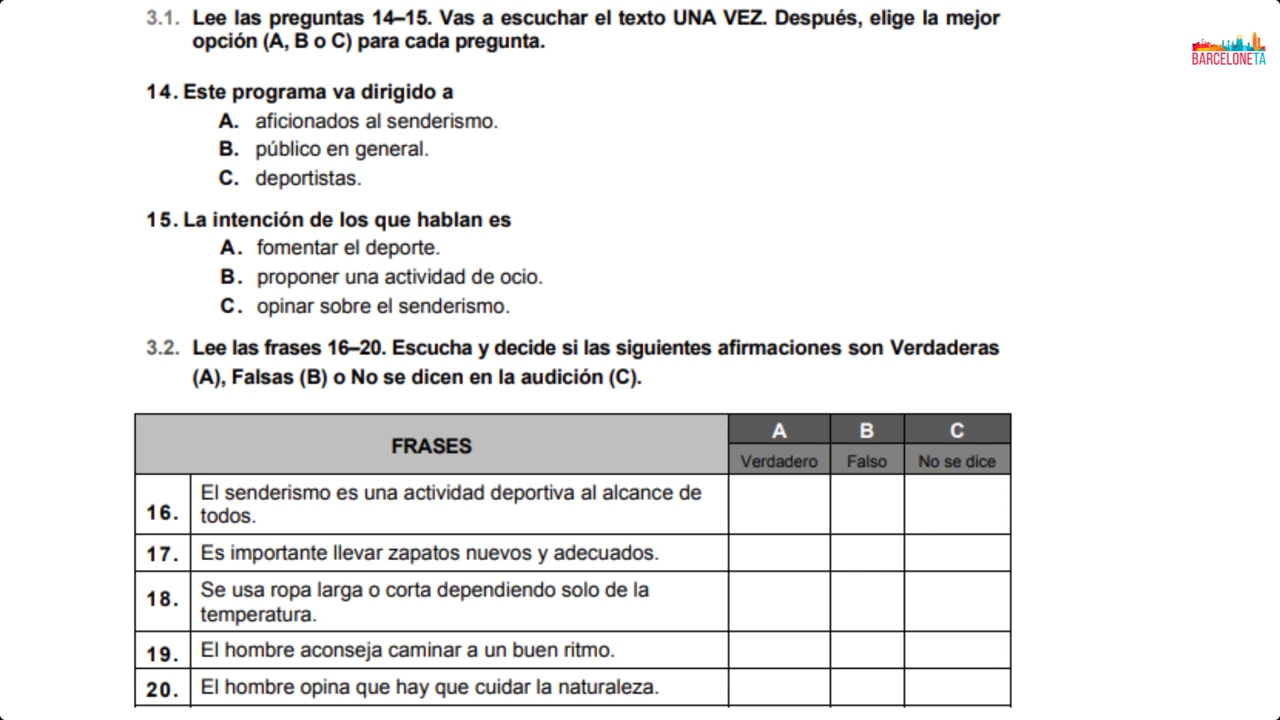 3.1. Lee las preguntas 14–15. Vas a escuchar el texto UNA VEZ. Después, elige la mejor
opción (A, B o C) para cada pregunta.
BARCELONETA
14. Este programa va dirigido a
A. aficionados al senderismo.
B. público en general.
C. deportistas.
15. La intención de los que hablan es
A. fomentar el deporte.
B. proponer una actividad de ocio.
C. opinar sobre el senderismo.
3.2. Lee las frases 16–20. Escucha y decide si las siguientes afirmaciones son Verdaderas
(A), Falsas (B) o No se dicen en la audición (C).
FRASES
A B C
Verdadero Falso No se dice
16. El senderismo es una actividad deportiva al alcance de
todos.
17. Es importante llevar zapatos nuevos y adecuados.
18. Se usa ropa larga o corta dependiendo solo de la
temperatura.
19. El hombre aconseja caminar a un buen ritmo.
20. El hombre opina que hay que cuidar la naturaleza.